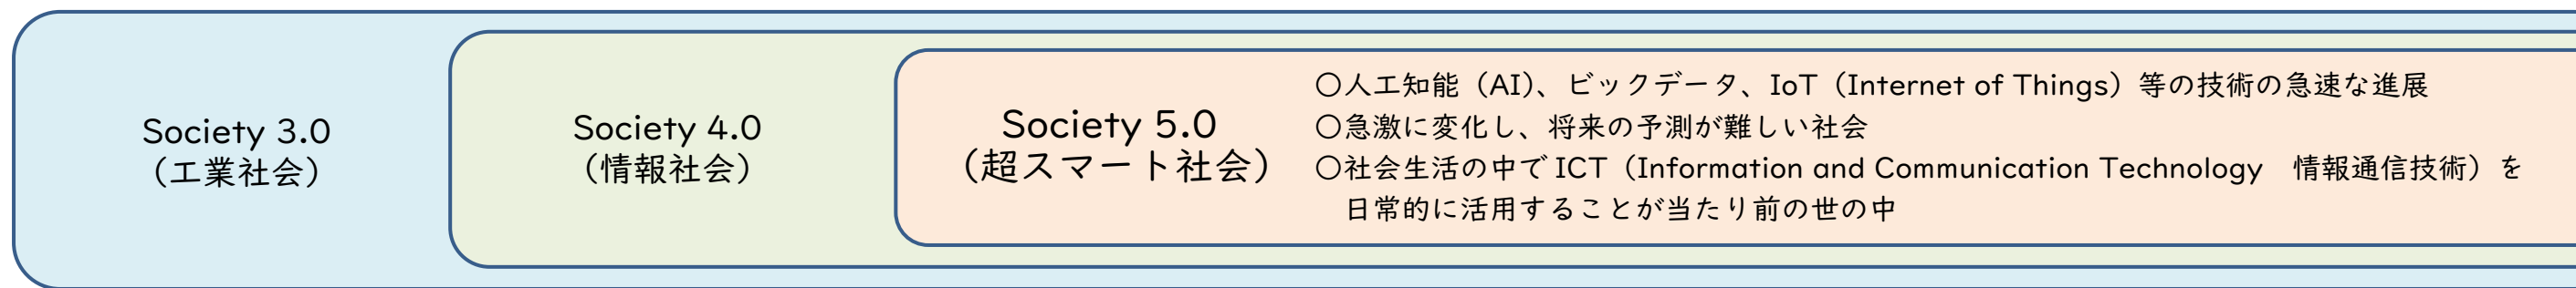 Society 3.0
（工業社会）
Society 4.0
（情報社会）
Society 5.0
（超スマート社会）
〇人工知能（AI）、ビックデータ、IoT（Internet of Things）等の技術の急速な進展
〇急激に変化し、将来の予測が難しい社会
〇社会生活の中で ICT（Information and Communication Technology　情報通信技術）を
日常的に活用することが当たり前の世の中